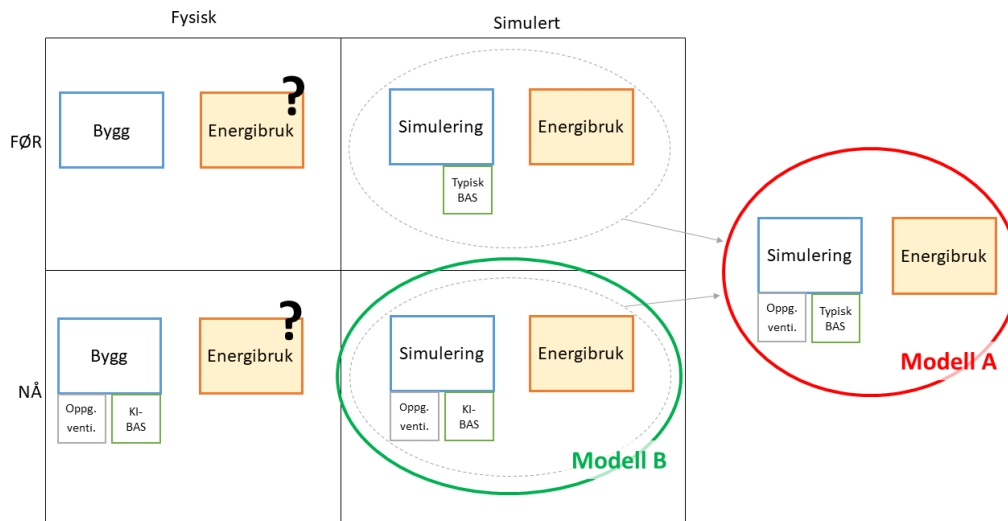 Fysisk
Simulert
FØR
Bygg
Energibruk
?
Simulering
Energibruk
Typisk
BAS
NÅ
Bygg
Energibruk
?
Oppg.
venti.
KI-
BAS
Simulering
Energibruk
Oppg.
venti.
KI-
BAS
Modell B
Simulering
Energibruk
Oppg.
venti.
Typisk
BAS
Modell A